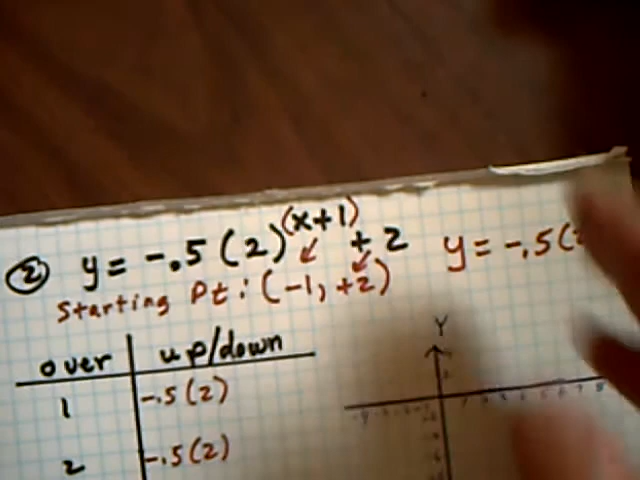 ② y = -.5(2)^(x+1) + 2 y = -.5(2
Starting Pt: (-1, +2)
over up/down
1 -.5(2)
2 -.5(2)
Y